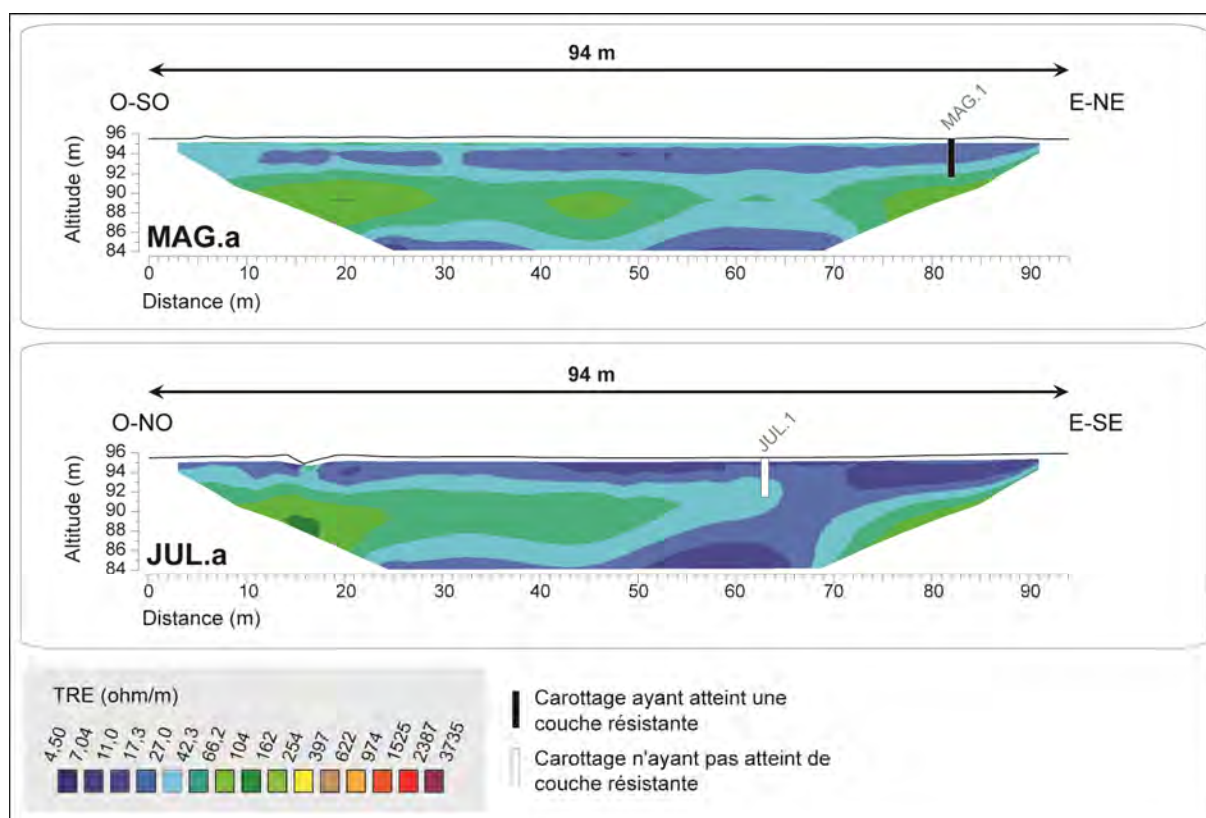 94 m
O-SO
E-NE
MAG.1
Altitude (m)
96
94
92
90
88
86
84
MAG.a
0 10 20 30 40 50 60 70 80 90
Distance (m)
94 m
O-NO
E-SE
JUL.1
Altitude (m)
96
94
92
90
88
86
84
JUL.a
0 10 20 30 40 50 60 70 80 90
Distance (m)
TRE (ohm/m)
4,50 7,04 11,0 17,3 27,0 42,3 66,2 104 162 254 397 622 974 1525 2387 3735
Carottage ayant atteint une
couche résistante
Carottage n'ayant pas atteint de
couche résistante